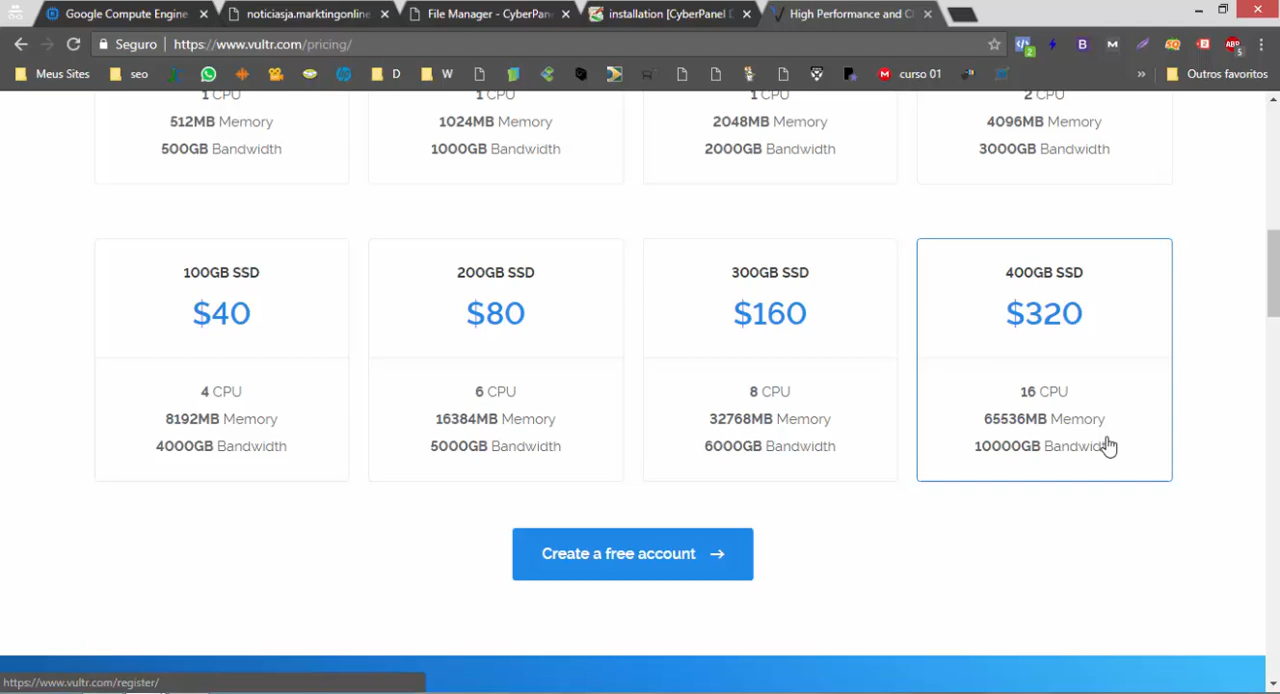 Google Compute Engine
noticiasja.marktingonline
File Manager - CyberPan
installation [CyberPanel D
High Performance and Cl
Seguro
https://www.vultr.com/pricing/
Meus Sites
seo
D
W
curso 01
»
Outros favoritos
1 CPU
512MB Memory
500GB Bandwidth
1 CPU
1024MB Memory
1000GB Bandwidth
1 CPU
2048MB Memory
2000GB Bandwidth
2 CPU
4096MB Memory
3000GB Bandwidth
100GB SSD
$40
4 CPU
8192MB Memory
4000GB Bandwidth
200GB SSD
$80
6 CPU
16384MB Memory
5000GB Bandwidth
300GB SSD
$160
8 CPU
32768MB Memory
6000GB Bandwidth
400GB SSD
$320
16 CPU
65536MB Memory
10000GB Bandwidth
Create a free account →
https://www.vultr.com/register/